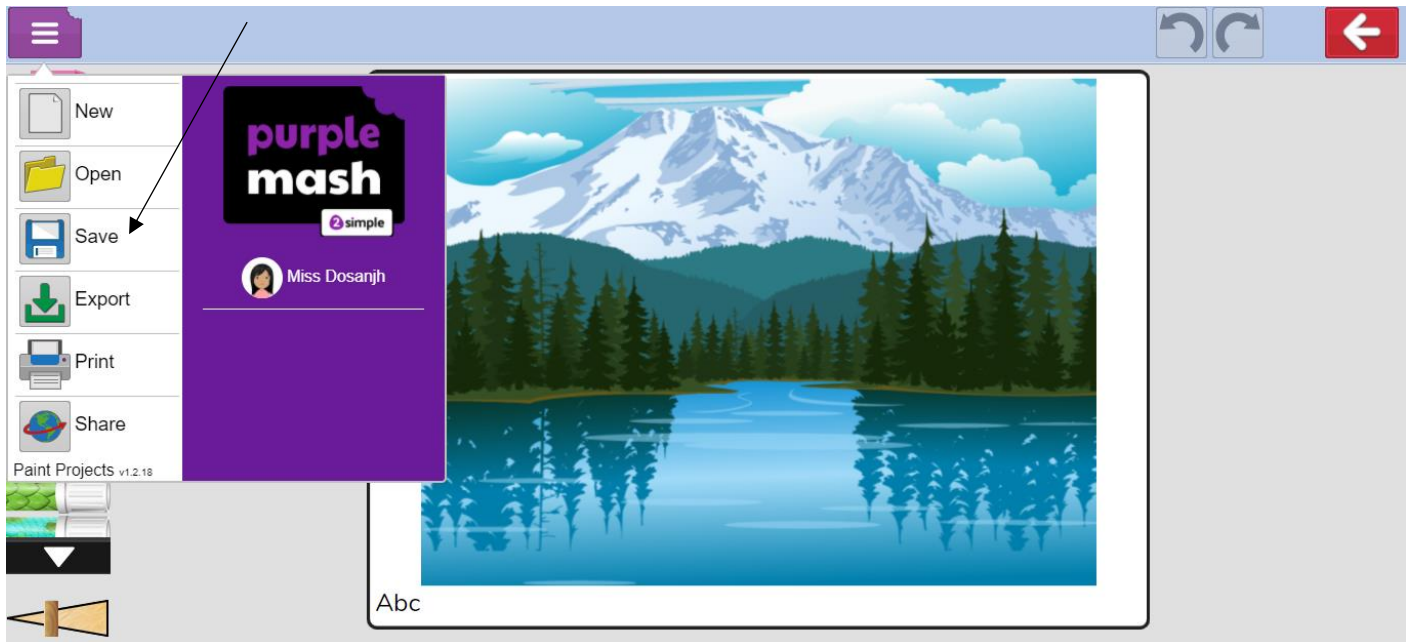 New
Open
Save
Export
Print
Share
Paint Projects v1.2.18
purple
mash
2simple
Miss Dosanjh
Abc